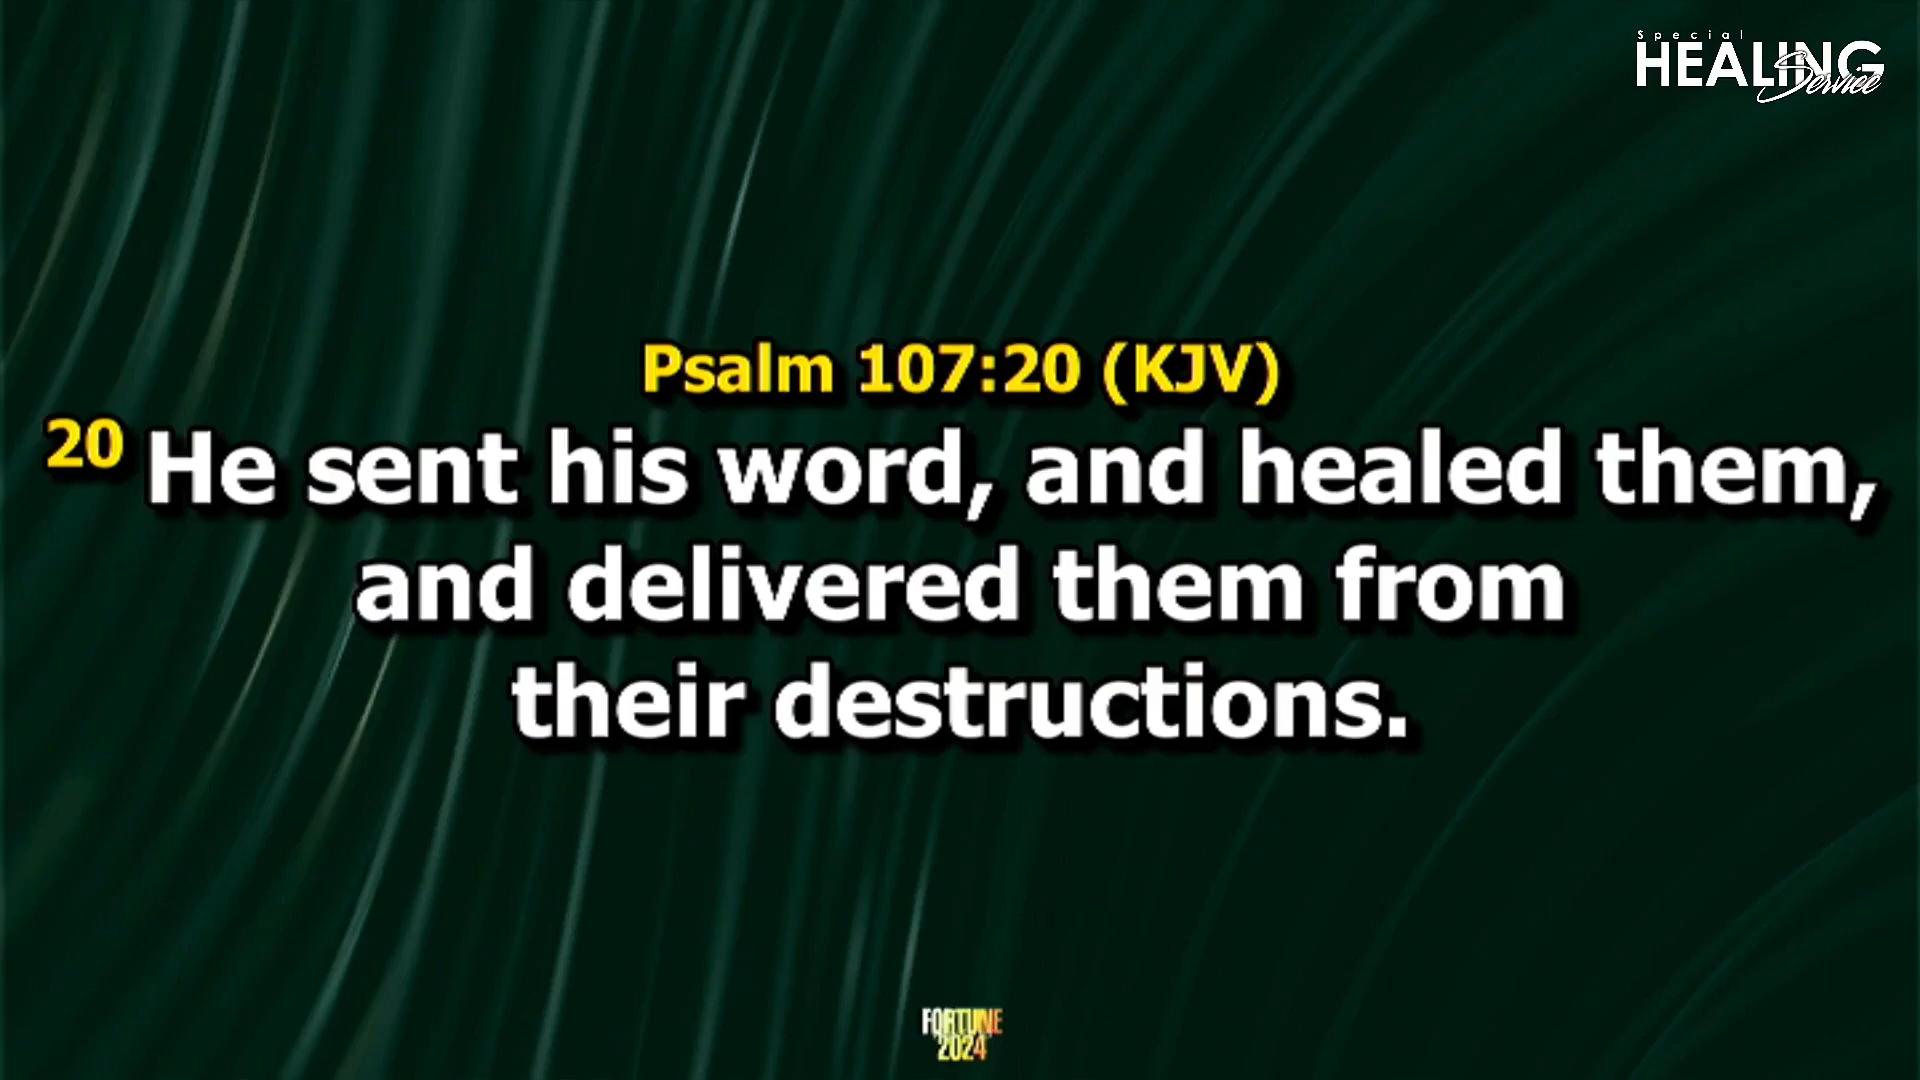 Special
HEALING
Service
Psalm 107:20 (KJV)
20 He sent his word, and healed them,
and delivered them from
their destructions.
FORTUNE
2024